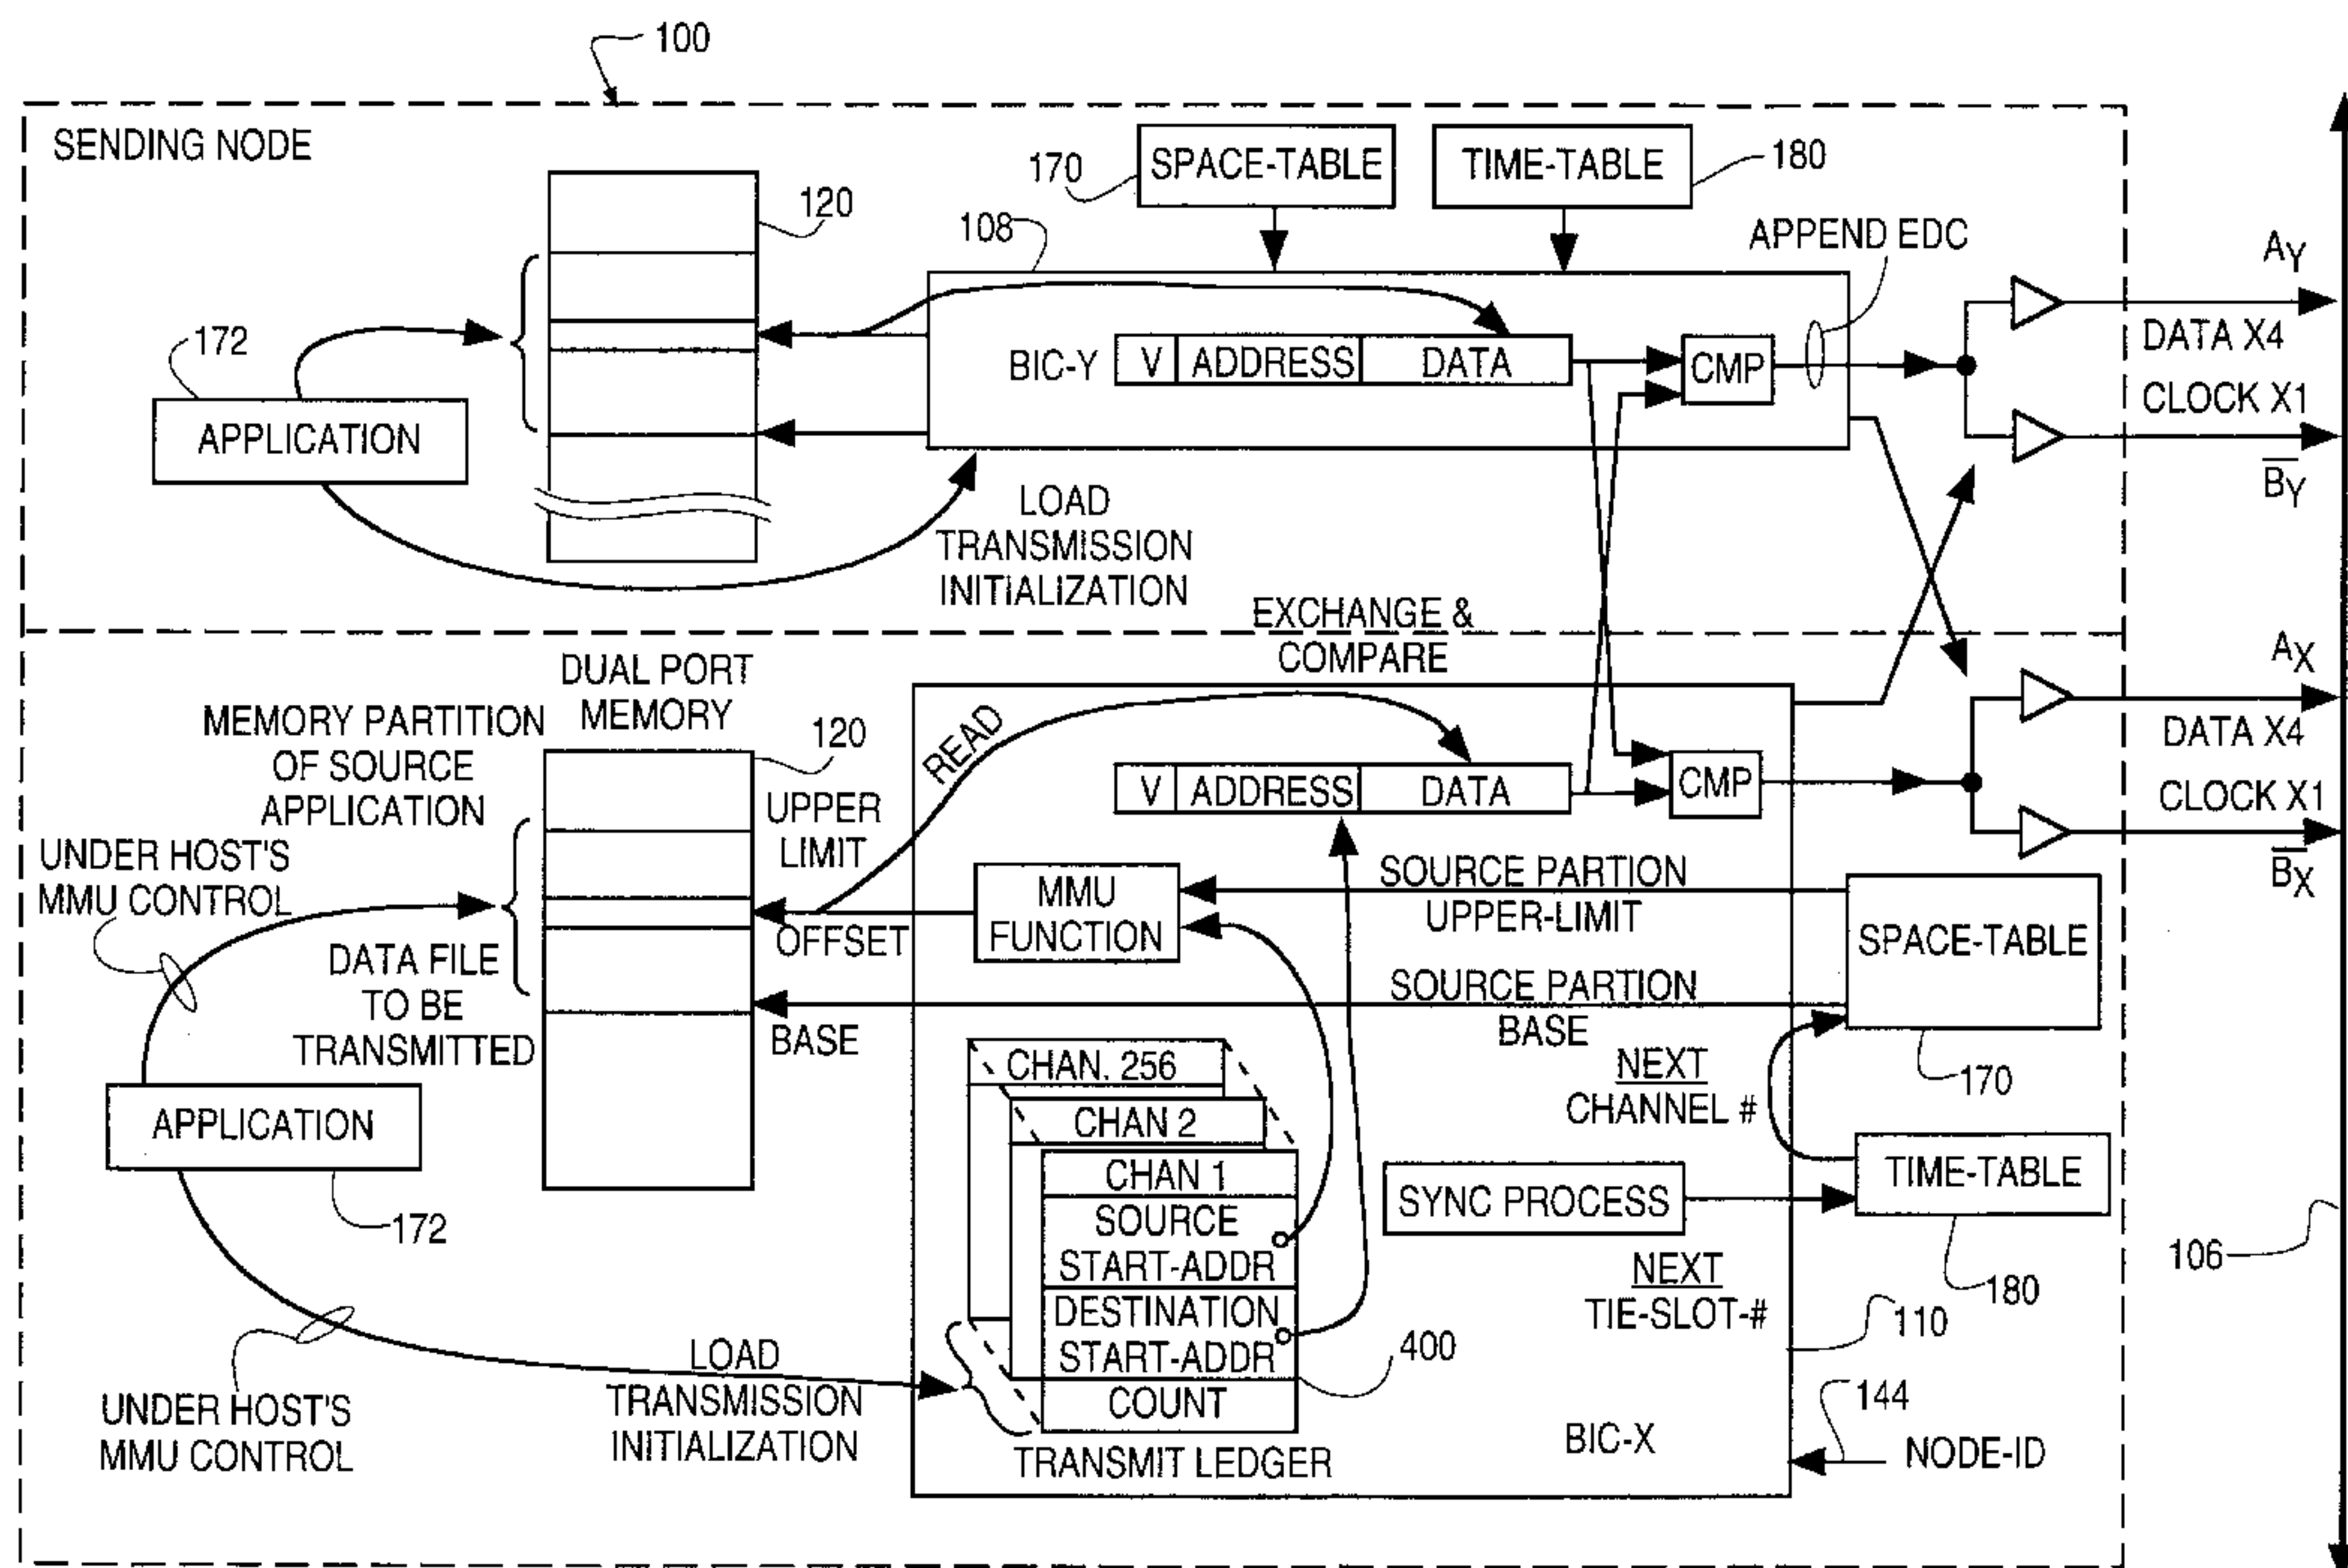 100
SENDING NODE
SPACE-TABLE
TIME-TABLE
170
180
120
108
APPEND EDC
AY
DATA X4
CLOCK X1
BY
172
APPLICATION
BIC-Y
V
ADDRESS
DATA
CMP
LOAD
TRANSMISSION
INITIALIZATION
EXCHANGE &
COMPARE
DUAL PORT
MEMORY
MEMORY PARTITION
OF SOURCE
APPLICATION
120
UPPER
LIMIT
READ
V
ADDRESS
DATA
CMP
AX
DATA X4
CLOCK X1
BX
UNDER HOST'S
MMU CONTROL
DATA FILE
TO BE
TRANSMITTED
OFFSET
MMU
FUNCTION
SOURCE PARTION
UPPER-LIMIT
SPACE-TABLE
SOURCE PARTION
BASE
BASE
170
NEXT
CHANNEL #
CHAN. 256
CHAN 2
CHAN 1
SOURCE
START-ADDR
DESTINATION
START-ADDR
COUNT
TRANSMIT LEDGER
400
SYNC PROCESS
TIME-TABLE
180
NEXT
TIE-SLOT-#
110
106
APPLICATION
172
UNDER HOST'S
MMU CONTROL
LOAD
TRANSMISSION
INITIALIZATION
BIC-X
144
NODE-ID